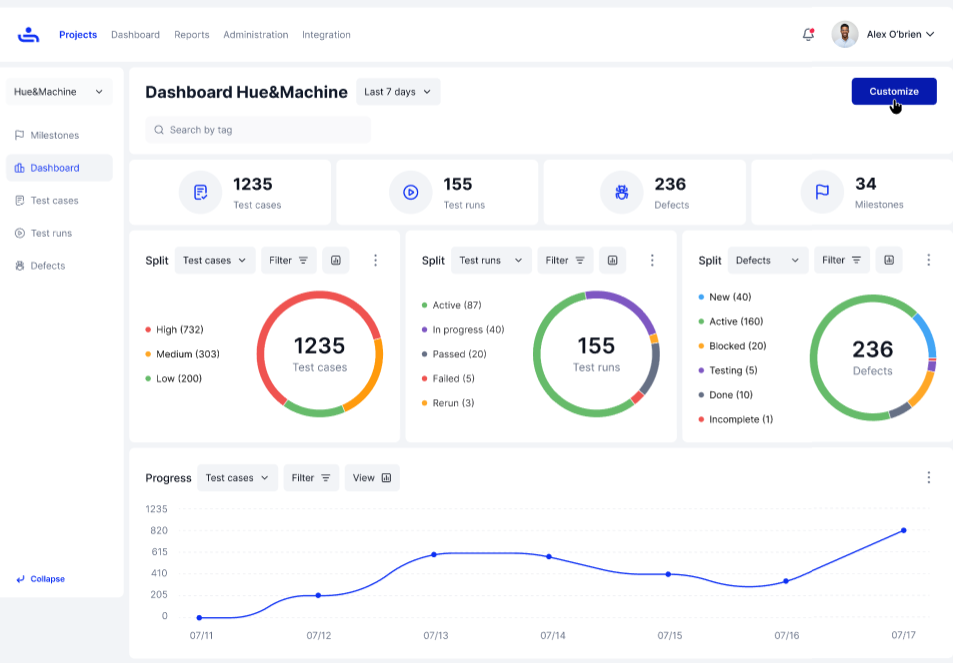 Projects Dashboard Reports Administration Integration Alex O'brien
Hue&Machine
Milestones
Dashboard
Test cases
Test runs
Defects
Collapse
Dashboard Hue&Machine Last 7 days Customize
Search by tag
1235
Test cases
155
Test runs
236
Defects
34
Milestones
Split Test cases Filter
High (732)
Medium (303)
Low (200)
1235
Test cases
Split Test runs Filter
Active (87)
In progress (40)
Passed (20)
Failed (5)
Rerun (3)
155
Test runs
Split Defects Filter
New (40)
Active (160)
Blocked (20)
Testing (5)
Done (10)
Incomplete (1)
236
Defects
Progress Test cases Filter View
1235
820
615
410
205
0
07/11 07/12 07/13 07/14 07/15 07/16 07/17